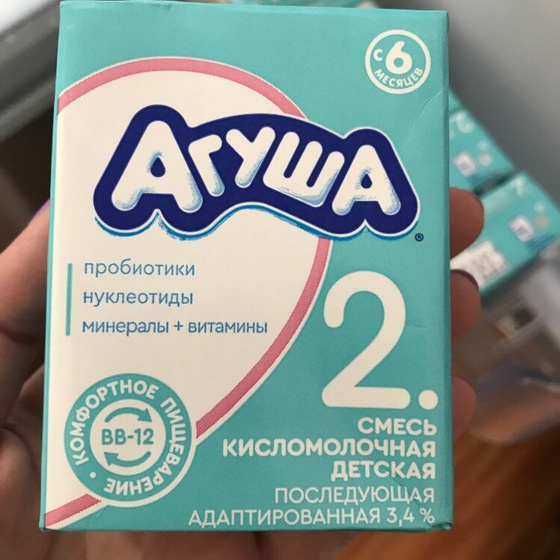 с 6
месяцев
АГУША
®
пробиотики
нуклеотиды
минералы + витамины
2.
КОМФОРТНОЕ ПИЩЕВАРЕНИЕ
BB-12
СМЕСЬ
КИСЛОМОЛОЧНАЯ
ДЕТСКАЯ
ПОСЛЕДУЮЩАЯ
АДАПТИРОВАННАЯ 3,4 %